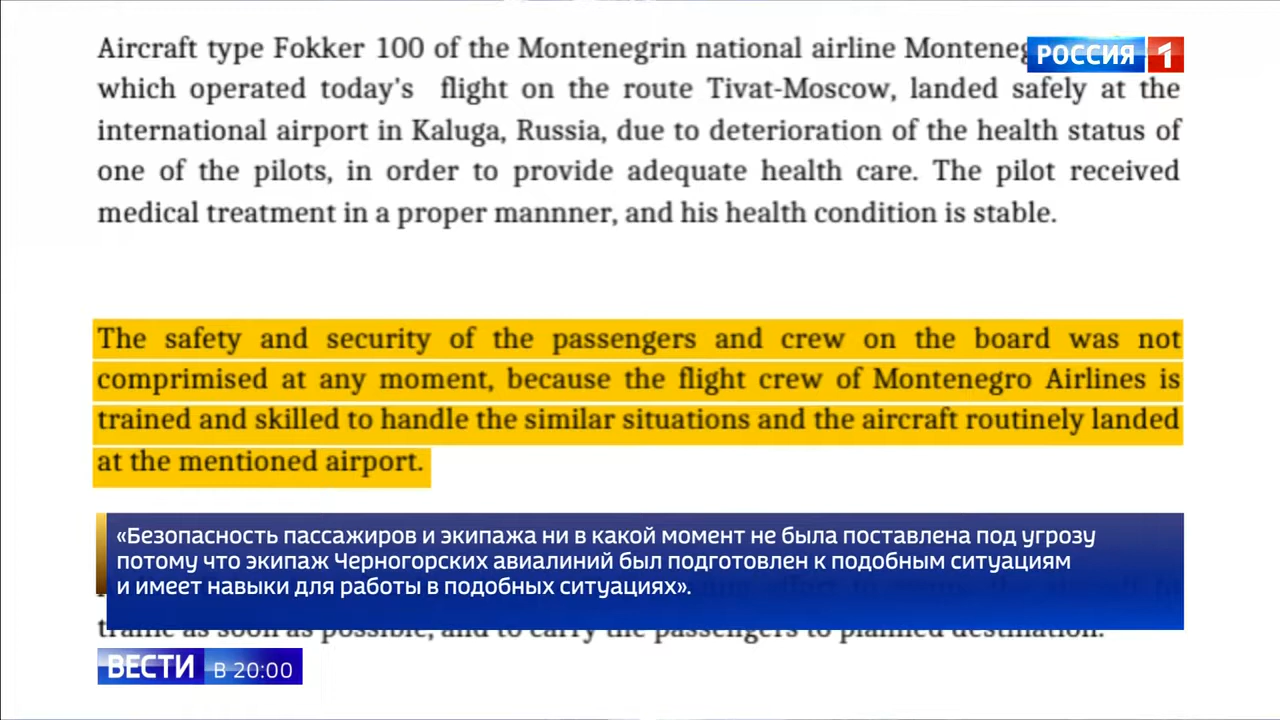 Aircraft type Fokker 100 of the Montenegrin national airline
РОССИЯ 1
which operated today's flight on the route Tivat-Moscow, landed safely at the
international airport in Kaluga, Russia, due to deterioration of the health status of
one of the pilots, in order to provide adequate health care. The pilot received
medical treatment in a proper mannner, and his health condition is stable.
The safety and security of the passengers and crew on the board was not
comprimised at any moment, because the flight crew of Montenegro Airlines is
trained and skilled to handle the similar situations and the aircraft routinely landed
at the mentioned airport.
«Безопасность пассажиров и экипажа ни в какой момент не была поставлена под угрозу
потому что экипаж Черногорских авиалиний был подготовлен к подобным ситуациям
и имеет навыки для работы в подобных ситуациях».
traffic as soon as possible, and to carry the passengers to planned destination.
ВЕСТИ В 20:00